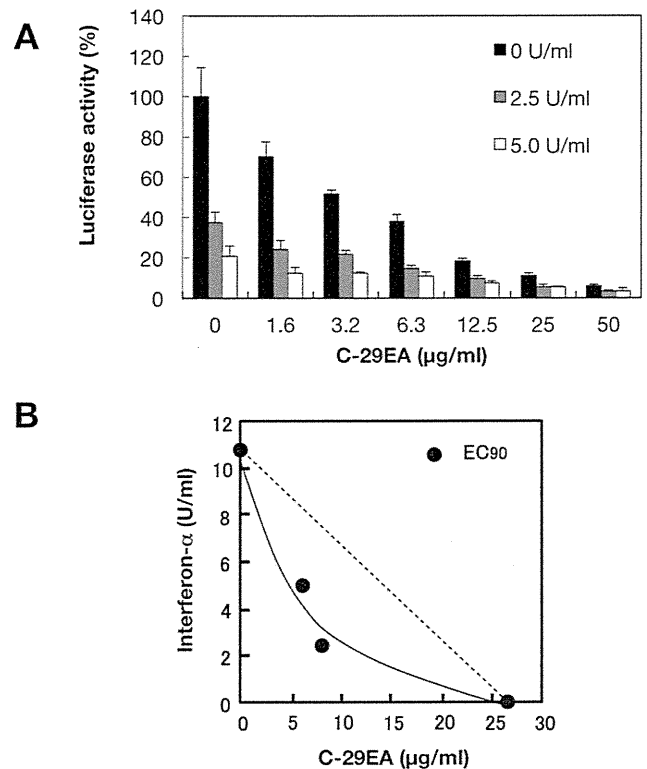 A
Luciferase activity (%)
140
120
100
80
60
40
20
0
0 U/ml
2.5 U/ml
5.0 U/ml
0 1.6 3.2 6.3 12.5 25 50
C-29EA (µg/ml)
B
Interferon-α (U/ml)
12
10
8
6
4
2
0
EC90
0 5 10 15 20 25 30
C-29EA (µg/ml)